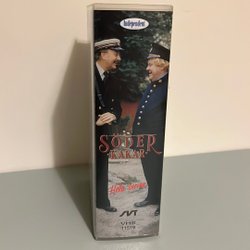 Independent
SÖDER
KÅKAR
Hela Serien
SVT
VHS